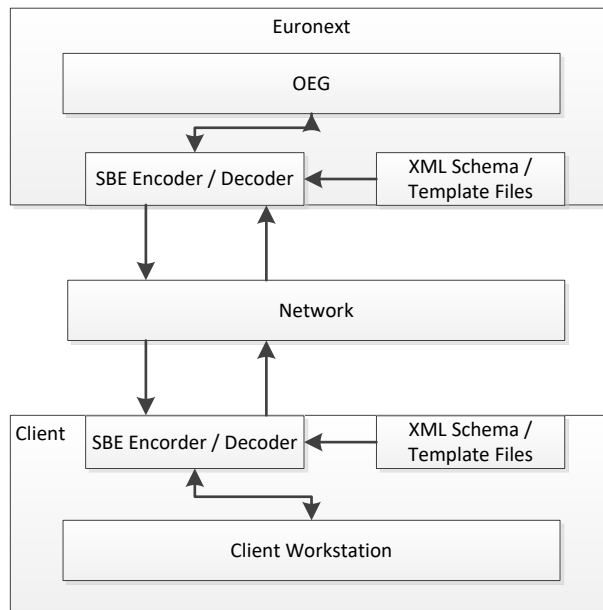 Euronext
OEG
SBE Encoder / Decoder
XML Schema /
Template Files
Network
Client
SBE Encorder / Decoder
XML Schema /
Template Files
Client Workstation